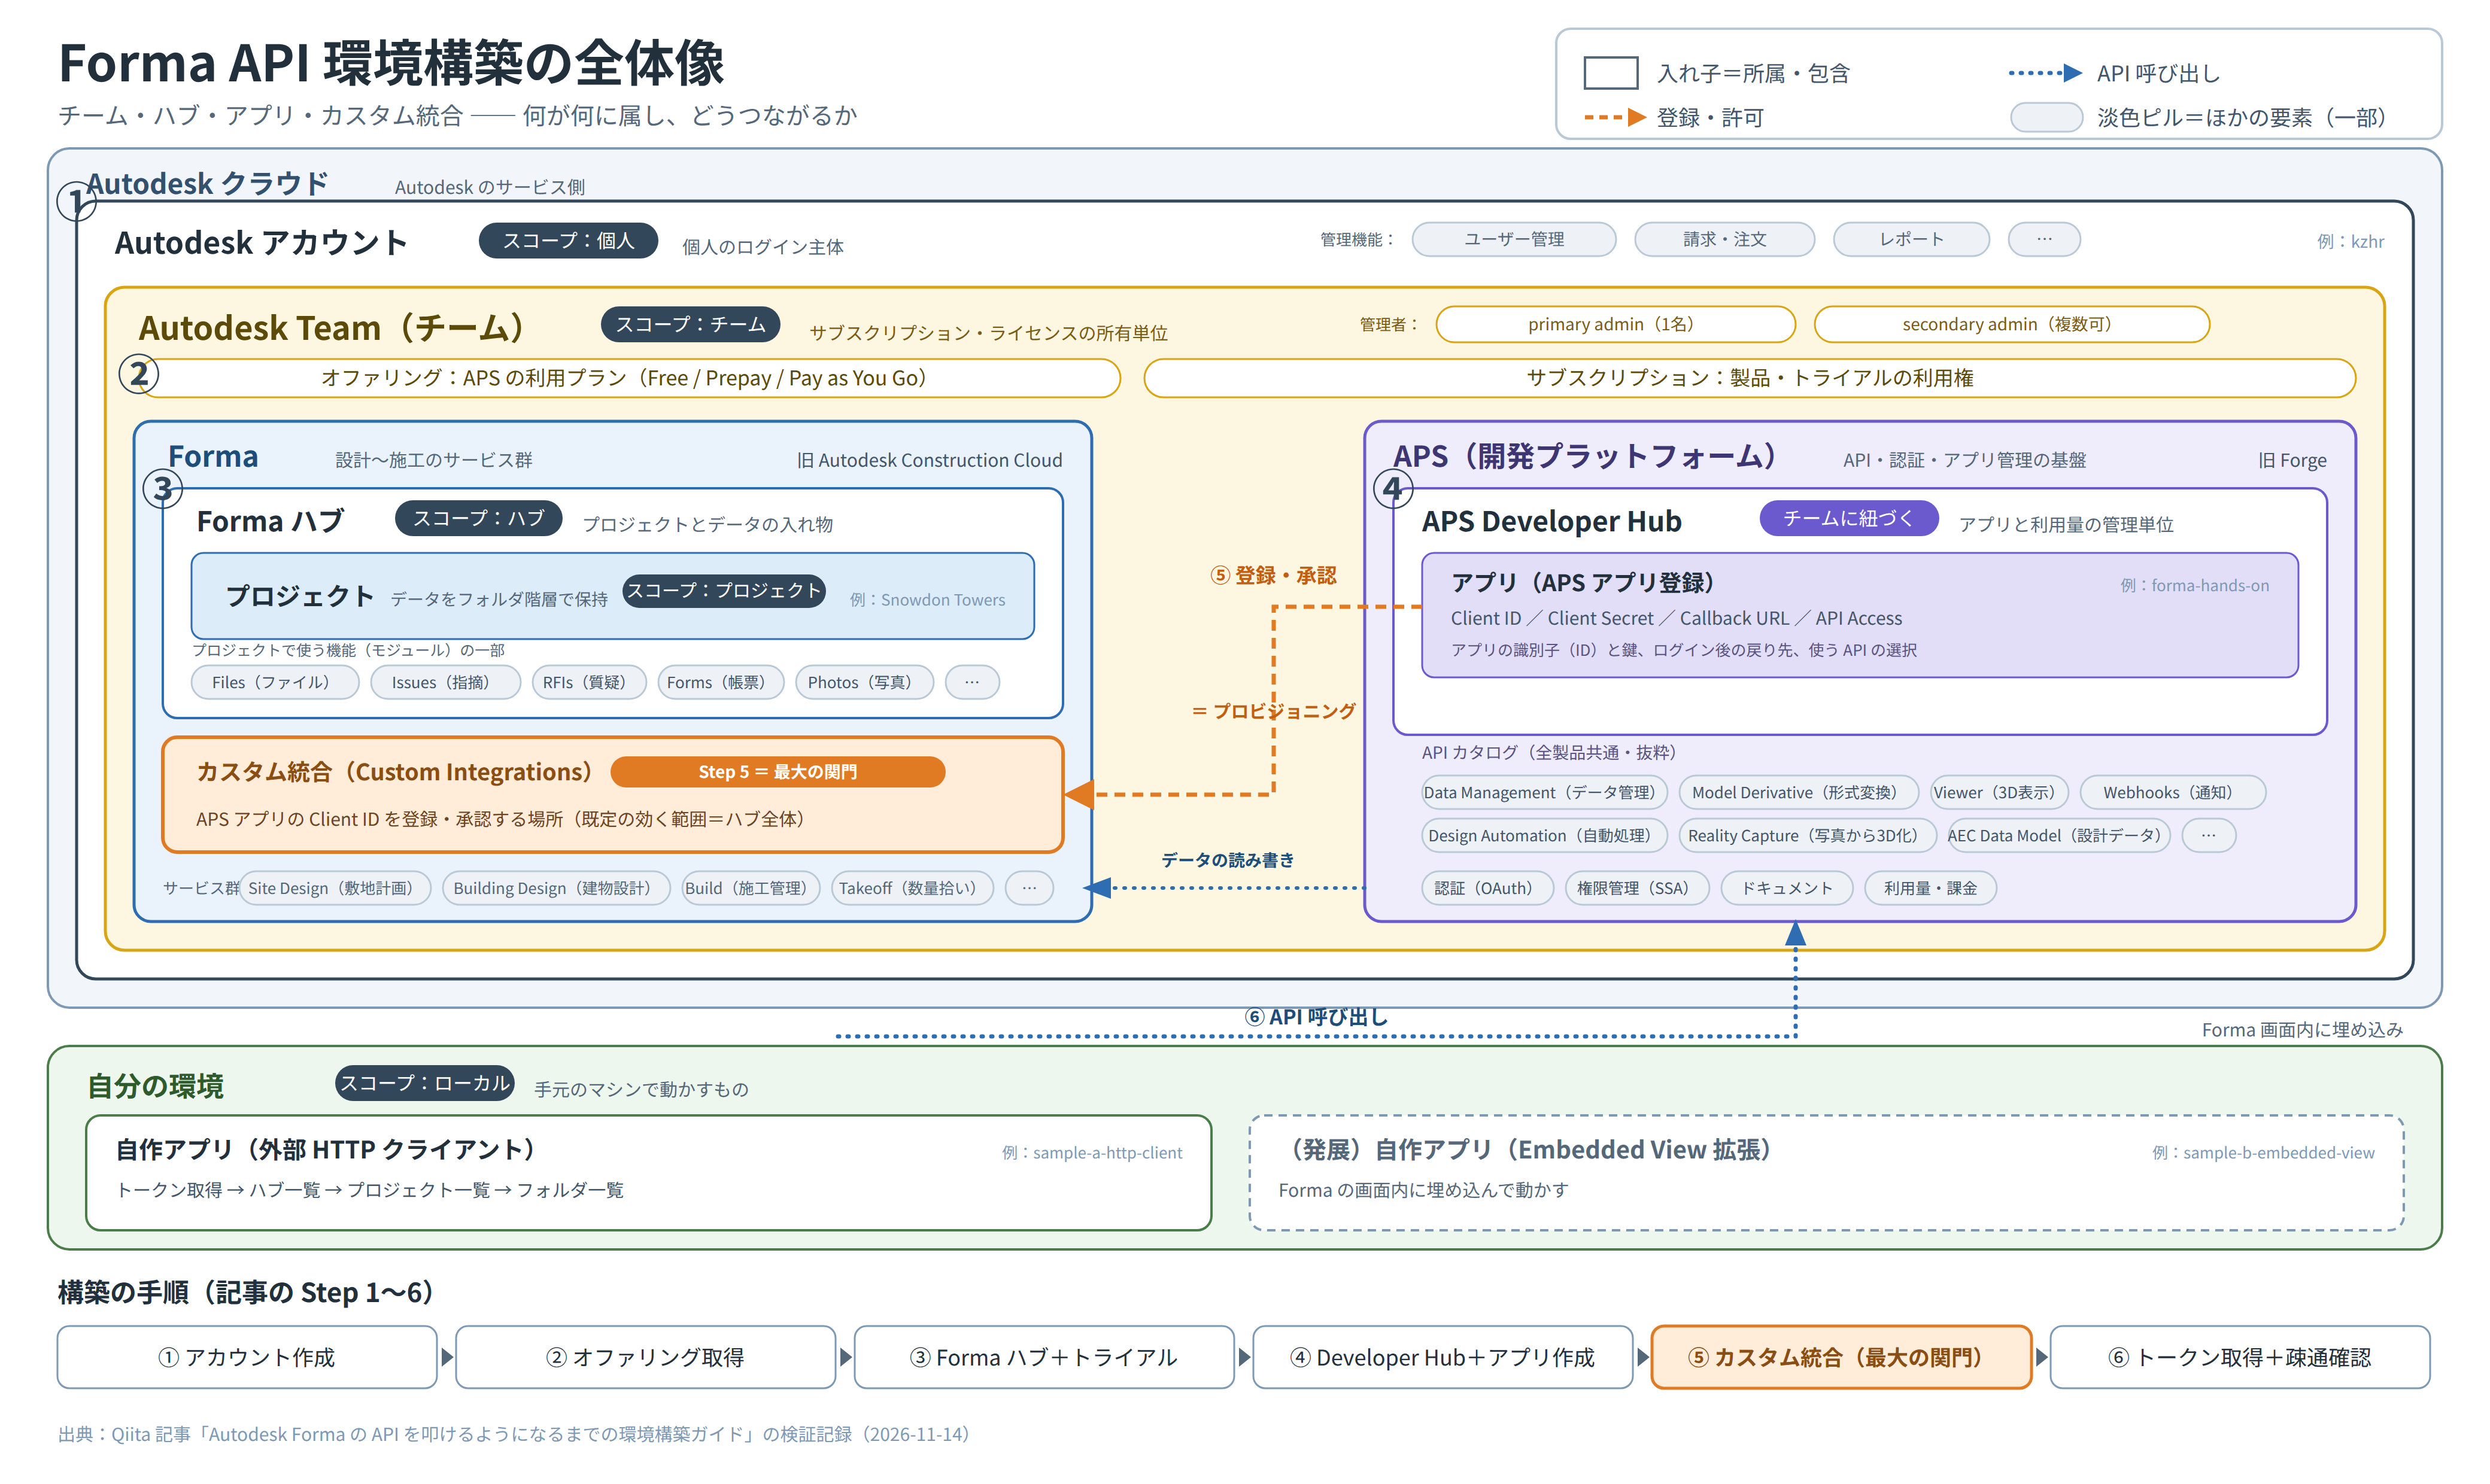 Forma API 環境構築の全体像
チーム・ハブ・アプリ・カスタム統合 —— 何が何に属し、どうつながるか
入れ子＝所属・包含
API 呼び出し
登録・許可
淡色ピル＝ほかの要素（一部）
Autodesk クラウド
Autodesk のサービス側
①
Autodesk アカウント
スコープ：個人
個人のログイン主体
管理機能：
ユーザー管理
請求・注文
レポート
…
例：kzhr
Autodesk Team（チーム）
スコープ：チーム
サブスクリプション・ライセンスの所有単位
管理者：
primary admin（1名）
secondary admin（複数可）
②
オファリング：APS の利用プラン（Free / Prepay / Pay as You Go）
サブスクリプション：製品・トライアルの利用権
Forma
設計〜施工のサービス群
旧 Autodesk Construction Cloud
③
Forma ハブ
スコープ：ハブ
プロジェクトとデータの入れ物
プロジェクト
データをフォルダ階層で保持
スコープ：プロジェクト
例：Snowdon Towers
プロジェクトで使う機能（モジュール）の一部
Files（ファイル）
Issues（指摘）
RFIs（質疑）
Forms（帳票）
Photos（写真）
…
カスタム統合（Custom Integrations）
Step 5 ＝ 最大の関門
APS アプリの Client ID を登録・承認する場所（既定の効く範囲＝ハブ全体）
サービス群
Site Design（敷地計画）
Building Design（建物設計）
Build（施工管理）
Takeoff（数量拾い）
…
⑤ 登録・承認
＝ プロビジョニング
データの読み書き
APS（開発プラットフォーム）
API・認証・アプリ管理の基盤
旧 Forge
④
APS Developer Hub
チームに紐づく
アプリと利用量の管理単位
アプリ（APS アプリ登録）
例：forma-hands-on
Client ID ／ Client Secret ／ Callback URL ／ API Access
アプリの識別子（ID）と鍵、ログイン後の戻り先、使う API の選択
API カタログ（全製品共通・抜粋）
Data Management（データ管理）
Model Derivative（形式変換）
Viewer（3D表示）
Webhooks（通知）
Design Automation（自動処理）
Reality Capture（写真から3D化）
AEC Data Model（設計データ）
…
認証（OAuth）
権限管理（SSA）
ドキュメント
利用量・課金
⑥ API 呼び出し
Forma 画面内に埋め込み
自分の環境
スコープ：ローカル
手元のマシンで動かすもの
自作アプリ（外部 HTTP クライアント）
例：sample-a-http-client
トークン取得 → ハブ一覧 → プロジェクト一覧 → フォルダ一覧
（発展）自作アプリ（Embedded View 拡張）
例：sample-b-embedded-view
Forma の画面内に埋め込んで動かす
構築の手順（記事の Step 1〜6）
① アカウント作成
② オファリング取得
③ Forma ハブ＋トライアル
④ Developer Hub＋アプリ作成
⑤ カスタム統合（最大の関門）
⑥ トークン取得＋疎通確認
出典：Qiita 記事「Autodesk Forma の API を叩けるようになるまでの環境構築ガイド」の検証記録（2026-11-14）